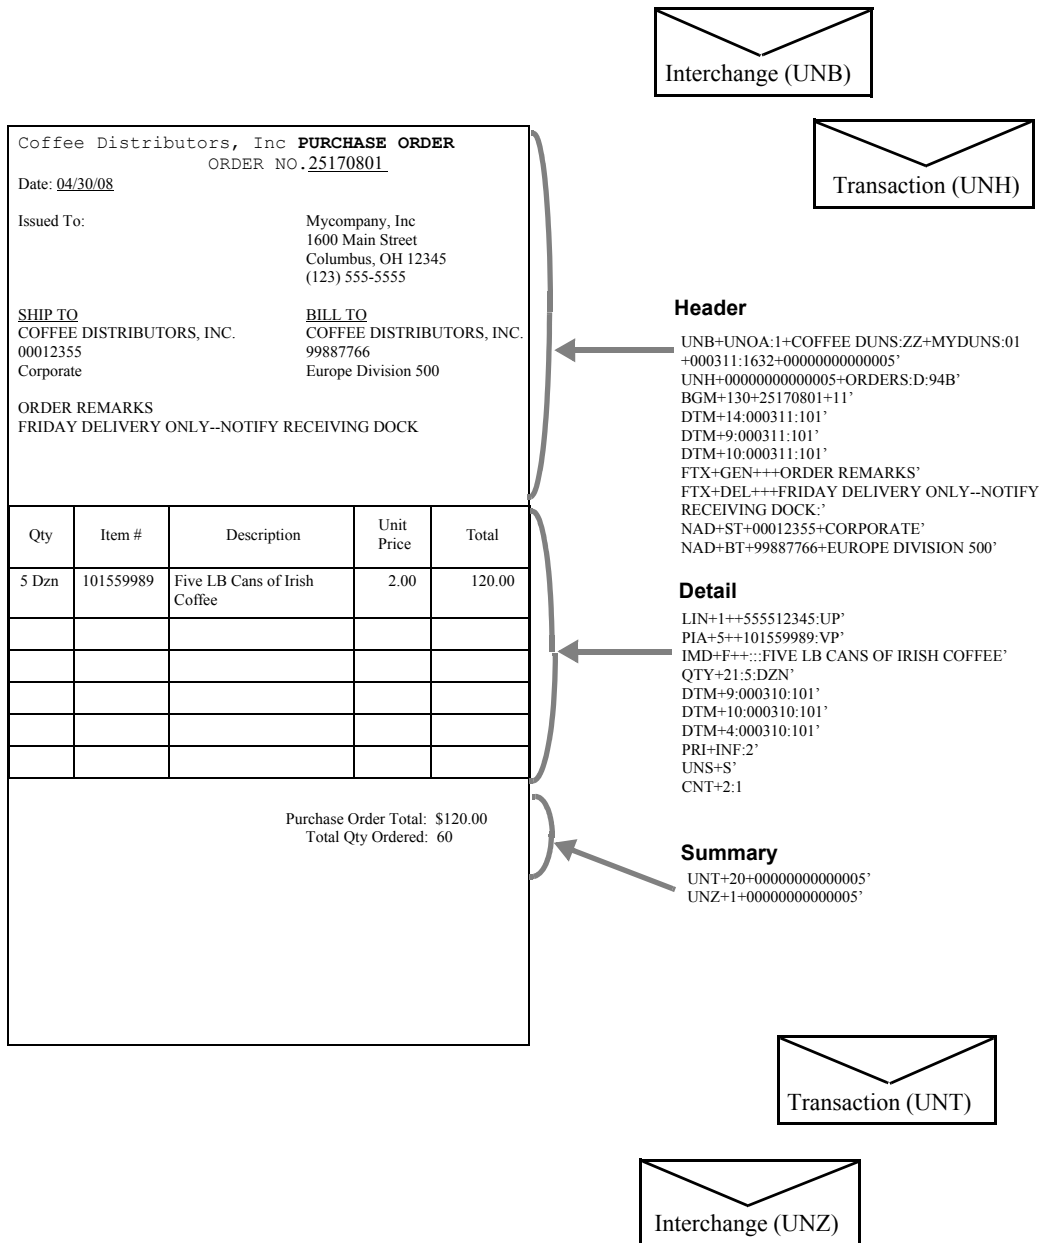 Interchange (UNB)
Transaction (UNH)
Coffee Distributors, Inc PURCHASE ORDER
ORDER NO.25170801
Date: 04/30/08
Issued To:
Mycompany, Inc
1600 Main Street
Columbus, OH 12345
(123) 555-5555
SHIP TO
COFFEE DISTRIBUTORS, INC.
00012355
Corporate
BILL TO
COFFEE DISTRIBUTORS, INC.
99887766
Europe Division 500
ORDER REMARKS
FRIDAY DELIVERY ONLY--NOTIFY RECEIVING DOCK
Qty Item # Description Unit Price Total
5 Dzn 101559989 Five LB Cans of Irish 2.00 120.00
Coffee
Purchase Order Total: $120.00
Total Qty Ordered: 60
Header
UNB+UNOA:1+COFFEE DUNS:ZZ+MYDUNS:01
+000311:1632+00000000000005’
UNH+00000000000005+ORDERS:D:94B’
BGM+130+25170801+11’
DTM+14:000311:101’
DTM+9:000311:101’
DTM+10:000311:101’
FTX+GEN+++ORDER REMARKS’
FTX+DEL+++FRIDAY DELIVERY ONLY--NOTIFY
RECEIVING DOCK:’
NAD+ST+00012355+CORPORATE’
NAD+BT+99887766+EUROPE DIVISION 500’
Detail
LIN+1++555512345:UP’
PIA+5++101559989:VP’
IMD+F++:::FIVE LB CANS OF IRISH COFFEE’
QTY+21:5:DZN’
DTM+9:000310:101’
DTM+10:000310:101’
DTM+4:000310:101’
PRI+INF:2’
UNS+S’
CNT+2:1
Summary
UNT+20+00000000000005’
UNZ+1+00000000000005’
Transaction (UNT)
Interchange (UNZ)